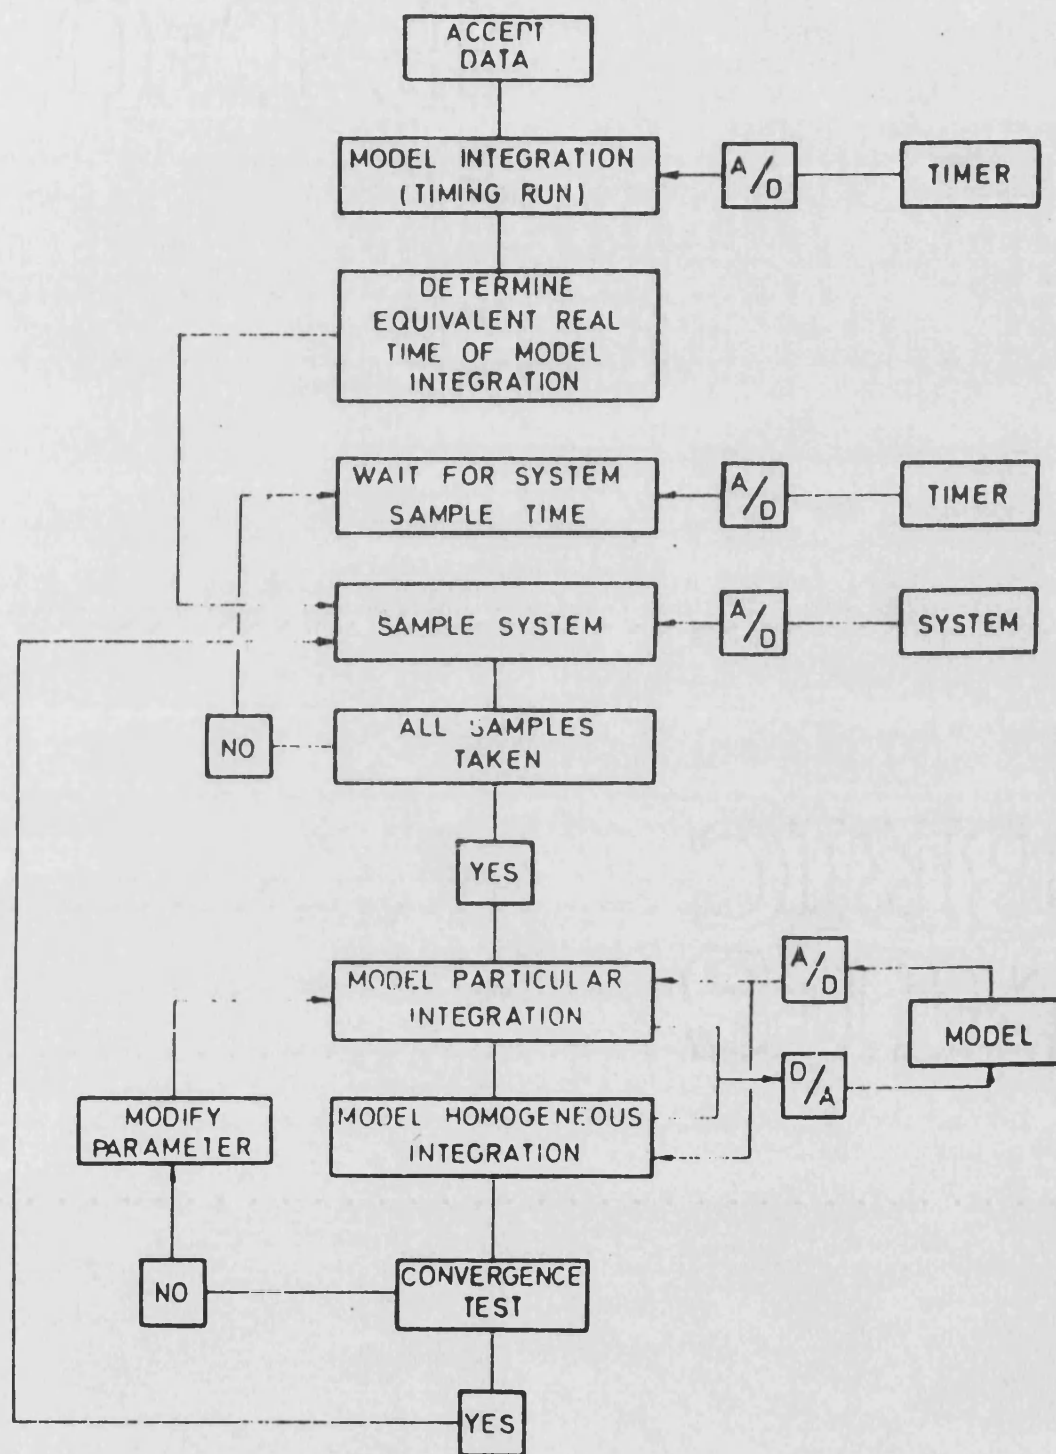 ACCEPT
DATA
MODEL INTEGRATION
(TIMING RUN)
A/D
TIMER
DETERMINE
EQUIVALENT REAL
TIME OF MODEL
INTEGRATION
WAIT FOR SYSTEM
SAMPLE TIME
A/D
TIMER
SAMPLE SYSTEM
A/D
SYSTEM
NO
ALL SAMPLES
TAKEN
YES
MODEL PARTICULAR
INTEGRATION
A/D
MODEL
D/A
MODIFY
PARAMETER
MODEL HOMOGENEOUS
INTEGRATION
NO
CONVERGENCE
TEST
YES